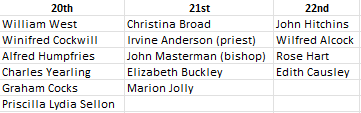 20th 21st 22nd
William West Christina Broad John Hitchins
Winifred Cockwill Irvine Anderson (priest) Wilfred Alcock
Alfred Humpfries John Masterman (bishop) Rose Hart
Charles Yearling Elizabeth Buckley Edith Causley
Graham Cocks Marion Jolly
Priscilla Lydia Sellon